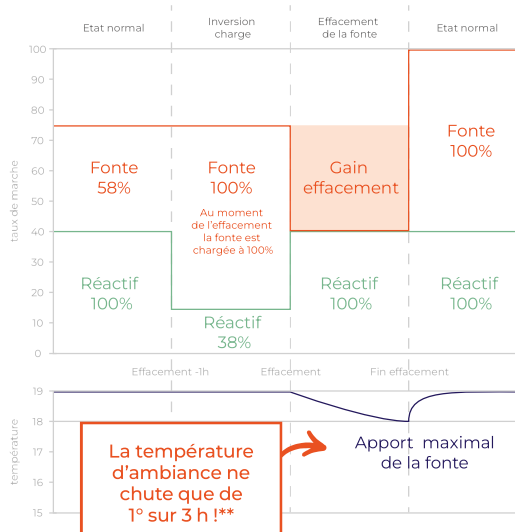 Etat normal
Inversion
charge
Effacement
de la fonte
Etat normal
taux de marche
100
90
80
70
60
50
40
30
20
10
0
Fonte
58%
Fonte
100%
Au moment
de l'effacement
la fonte est
chargée à 100%
Gain
effacement
Fonte
100%
Réactif
100%
Réactif
38%
Réactif
100%
Réactif
100%
Effacement -1h
Effacement
Fin effacement
température
19
18
17
16
15
La température
d'ambiance ne
chute que de
1° sur 3 h !**
Apport maximal
de la fonte